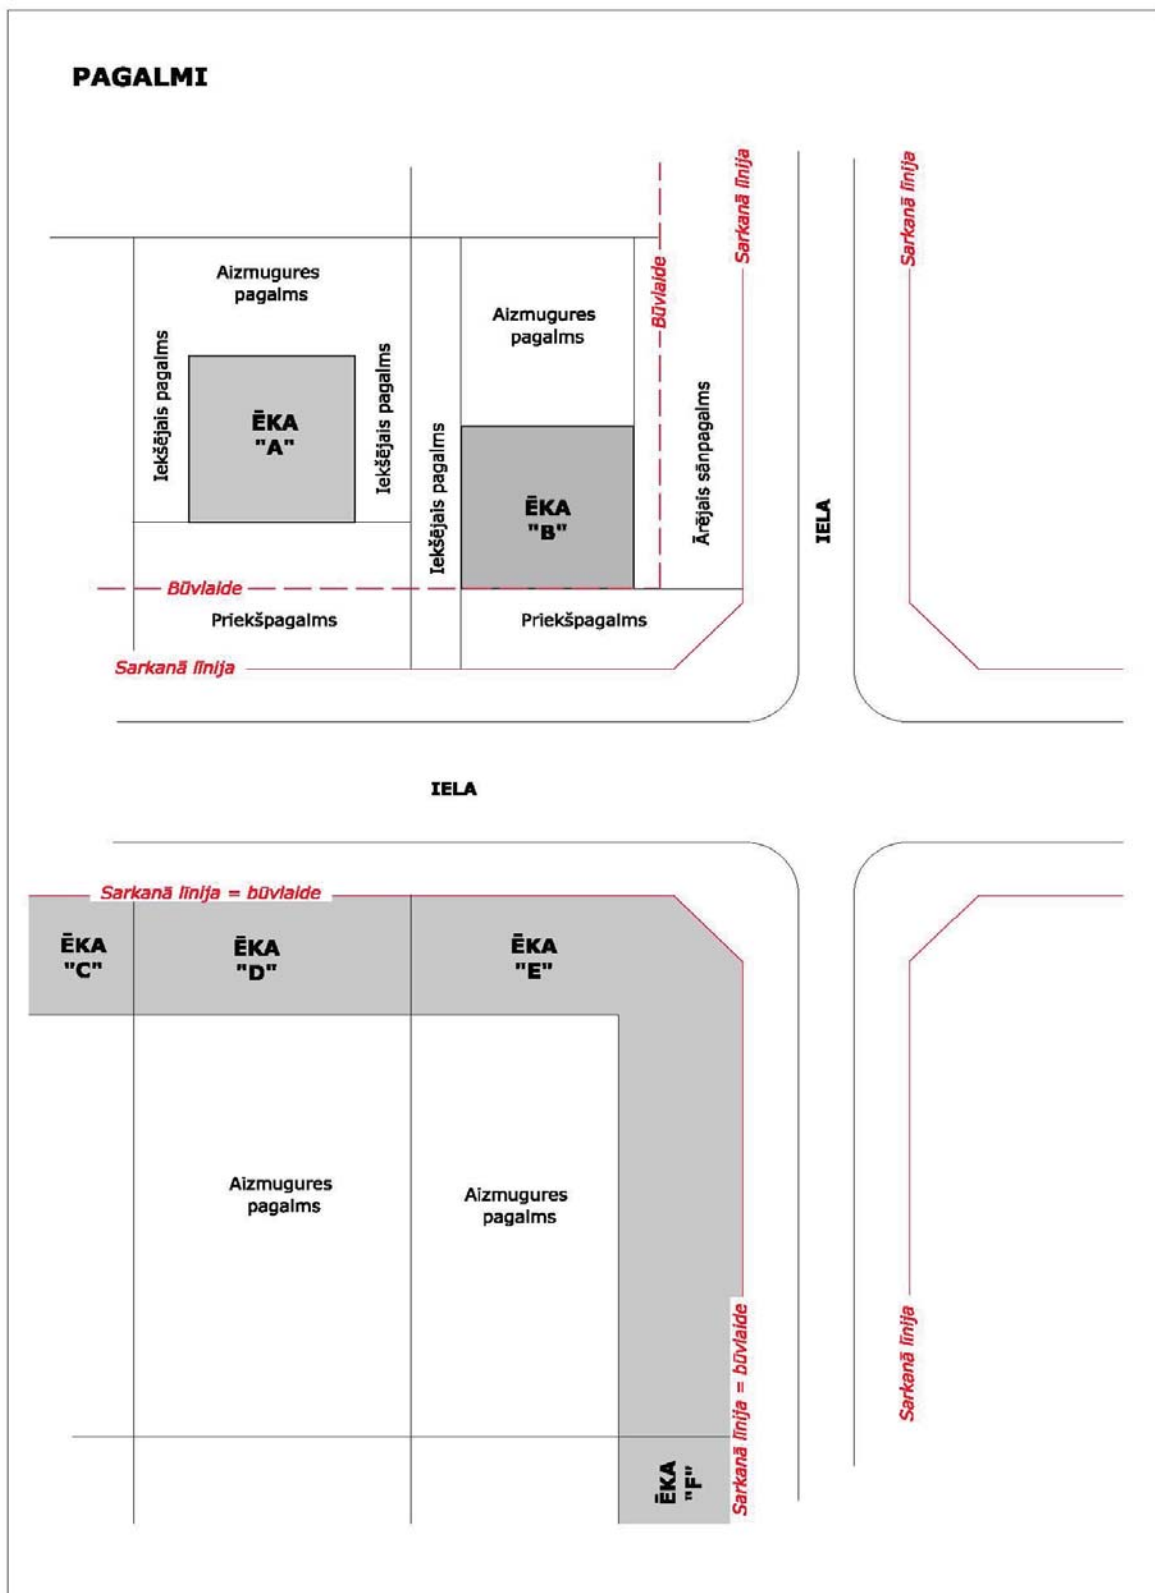 PAGALMI
Sarkanā līnija
Sarkanā līnija
Būvlaide
Aizmugures
pagalms
Aizmugures
pagalms
Iekšējais pagalms
ĒKA
"A"
Iekšējais pagalms
Iekšējais pagalms
ĒKA
"B"
Ārējais sānpagalms
IELA
Būvlaide
Priekšpagalms
Priekšpagalms
Sarkanā līnija
IELA
Sarkanā līnija = būvlaide
ĒKA
"C"
ĒKA
"D"
ĒKA
"E"
Aizmugures
pagalms
Aizmugures
pagalms
Sarkanā līnija = būvlaide
Sarkanā līnija
ĒKA
"F"